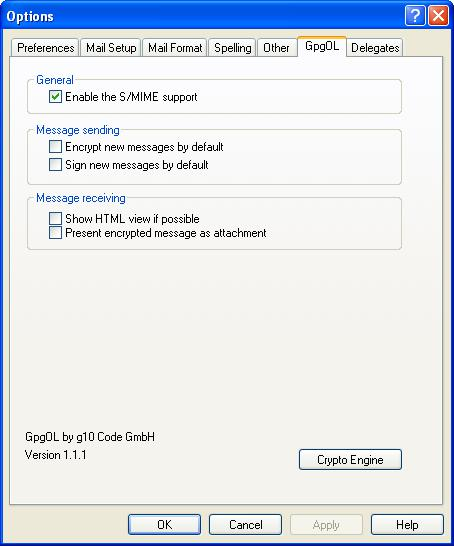 Options
Preferences Mail Setup Mail Format Spelling Other GpgOL Delegates
General
Enable the S/MIME support
Message sending
Encrypt new messages by default
Sign new messages by default
Message receiving
Show HTML view if possible
Present encrypted message as attachment
GpgOL by g10 Code GmbH
Version 1.1.1
Crypto Engine
OK Cancel Apply Help